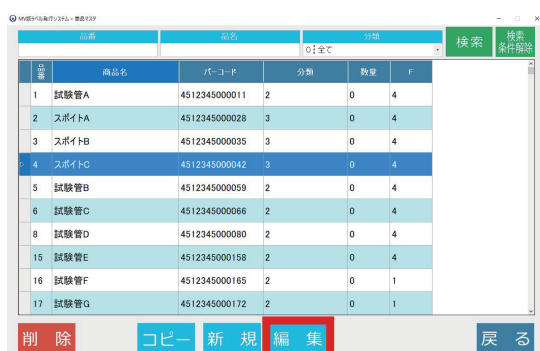 MV班ラベル発行システム - 商品マスタ
品番 品名 分類
0 全て
検索
検索
条件解除
品番 商品名 バーコード 分類 数量 F
1 試験管A 4512345000011 2 0 4
2 スポイトA 4512345000028 3 0 4
3 スポイトB 4512345000035 3 0 4
4 スポイトC 4512345000042 3 0 4
5 試験管B 4512345000059 2 0 4
6 試験管C 4512345000066 2 0 4
8 試験管D 4512345000080 2 0 4
15 試験管E 4512345000158 2 0 4
16 試験管F 4512345000165 2 0 1
17 試験管G 4512345000172 2 0 1
削 除 コピー 新 規 編 集 戻 る